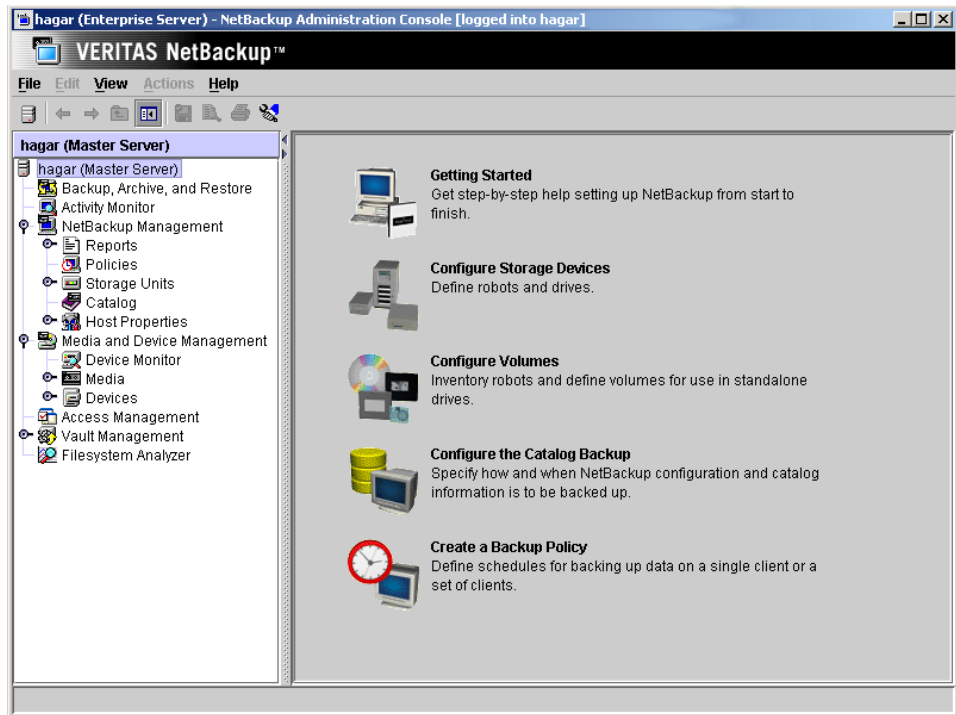 hagar (Enterprise Server) - NetBackup Administration Console [logged into hagar]
VERITAS NetBackup™
File Edit View Actions Help
hagar (Master Server)
hagar (Master Server)
Backup, Archive, and Restore
Activity Monitor
NetBackup Management
Reports
Policies
Storage Units
Catalog
Host Properties
Media and Device Management
Device Monitor
Media
Devices
Access Management
Vault Management
Filesystem Analyzer
Getting Started
Get step-by-step help setting up NetBackup from start to
finish.
Configure Storage Devices
Define robots and drives.
Configure Volumes
Inventory robots and define volumes for use in standalone
drives.
Configure the Catalog Backup
Specify how and when NetBackup configuration and catalog
information is to be backed up.
Create a Backup Policy
Define schedules for backing up data on a single client or a
set of clients.